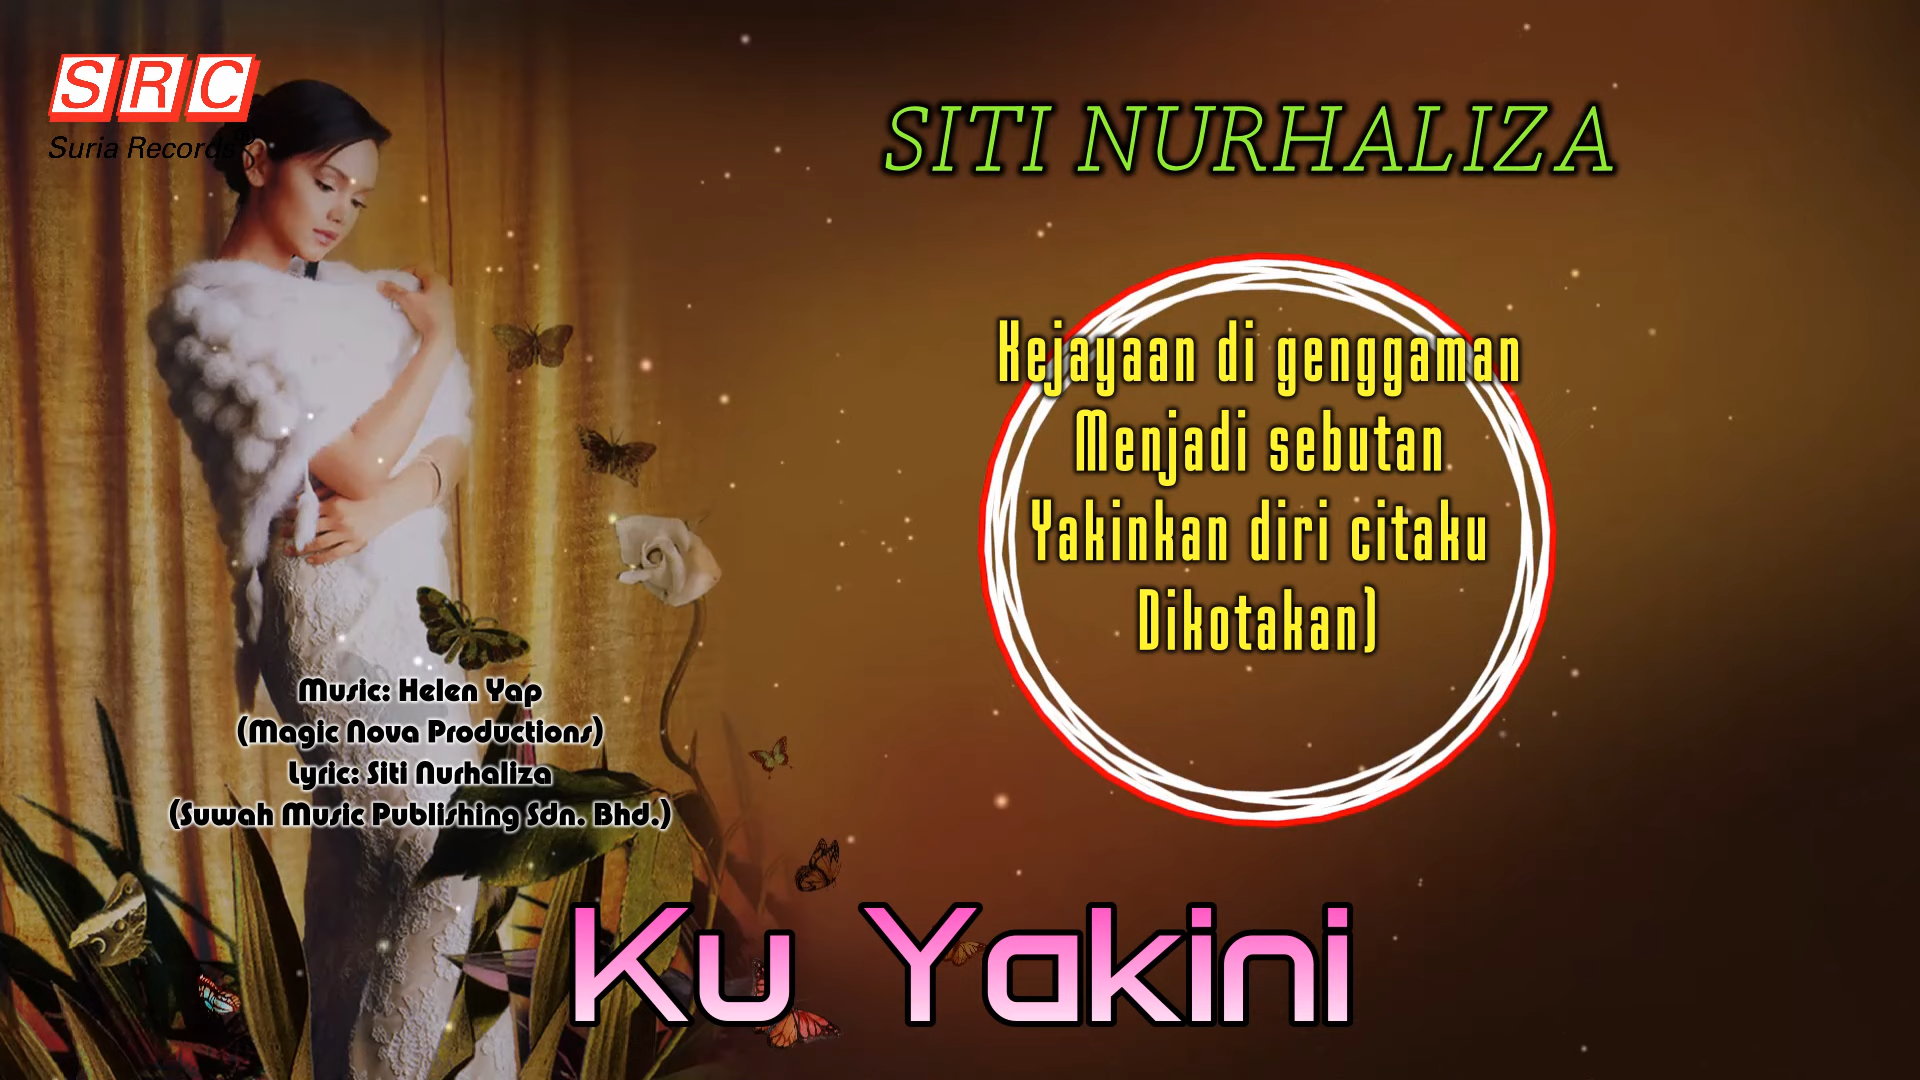 SRC
Suria Records
SITI NURHALIZA
Kejayaan di genggaman
Menjadi sebutan
Yakinkan diri citaku
Dikotakan)
Music: Helen Yap
(Magic Nova Productions)
Lyric: Siti Nurhaliza
(Suwah Music Publishing Sdn. Bhd.)
Ku Yakini